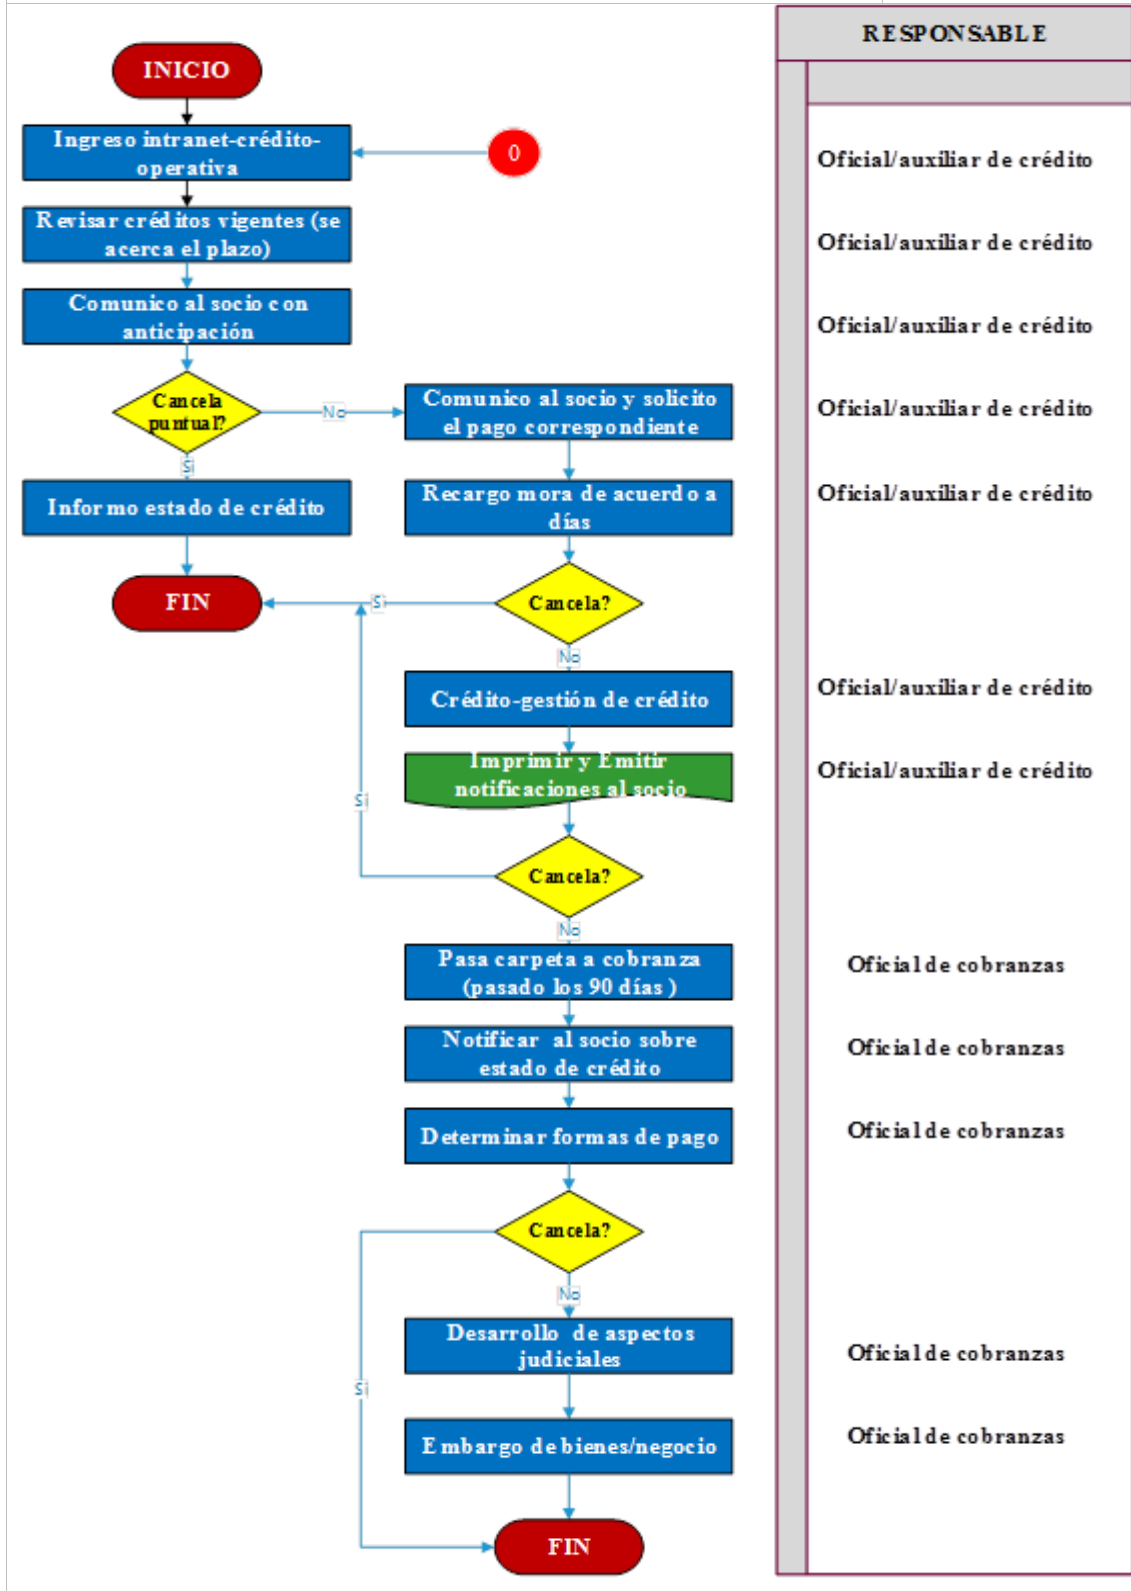 RESPONSABLE
INICIO
Ingreso intranet-crédito-
operativa
0
Oficial/auxiliar de crédito
Revisar créditos vigentes (se
acerca el plazo)
Oficial/auxiliar de crédito
Comunico al socio con
anticipación
Oficial/auxiliar de crédito
Cancela
puntual?
No
Comunico al socio y solicito
el pago correspondiente
Oficial/auxiliar de crédito
Si
Informo estado de crédito
Recargo mora de acuerdo a
días
Oficial/auxiliar de crédito
FIN
Si
Cancela?
No
Crédito-gestión de crédito
Oficial/auxiliar de crédito
Imprimir y Emitir
notificaciones al socio
Oficial/auxiliar de crédito
Si
Cancela?
No
Pasa carpeta a cobranza
(pasado los 90 días )
Oficial de cobranzas
Notificar al socio sobre
estado de crédito
Oficial de cobranzas
Determinar formas de pago
Oficial de cobranzas
Cancela?
No
Desarrollo de aspectos
judiciales
Oficial de cobranzas
Si
Embargo de bienes/negocio
Oficial de cobranzas
FIN